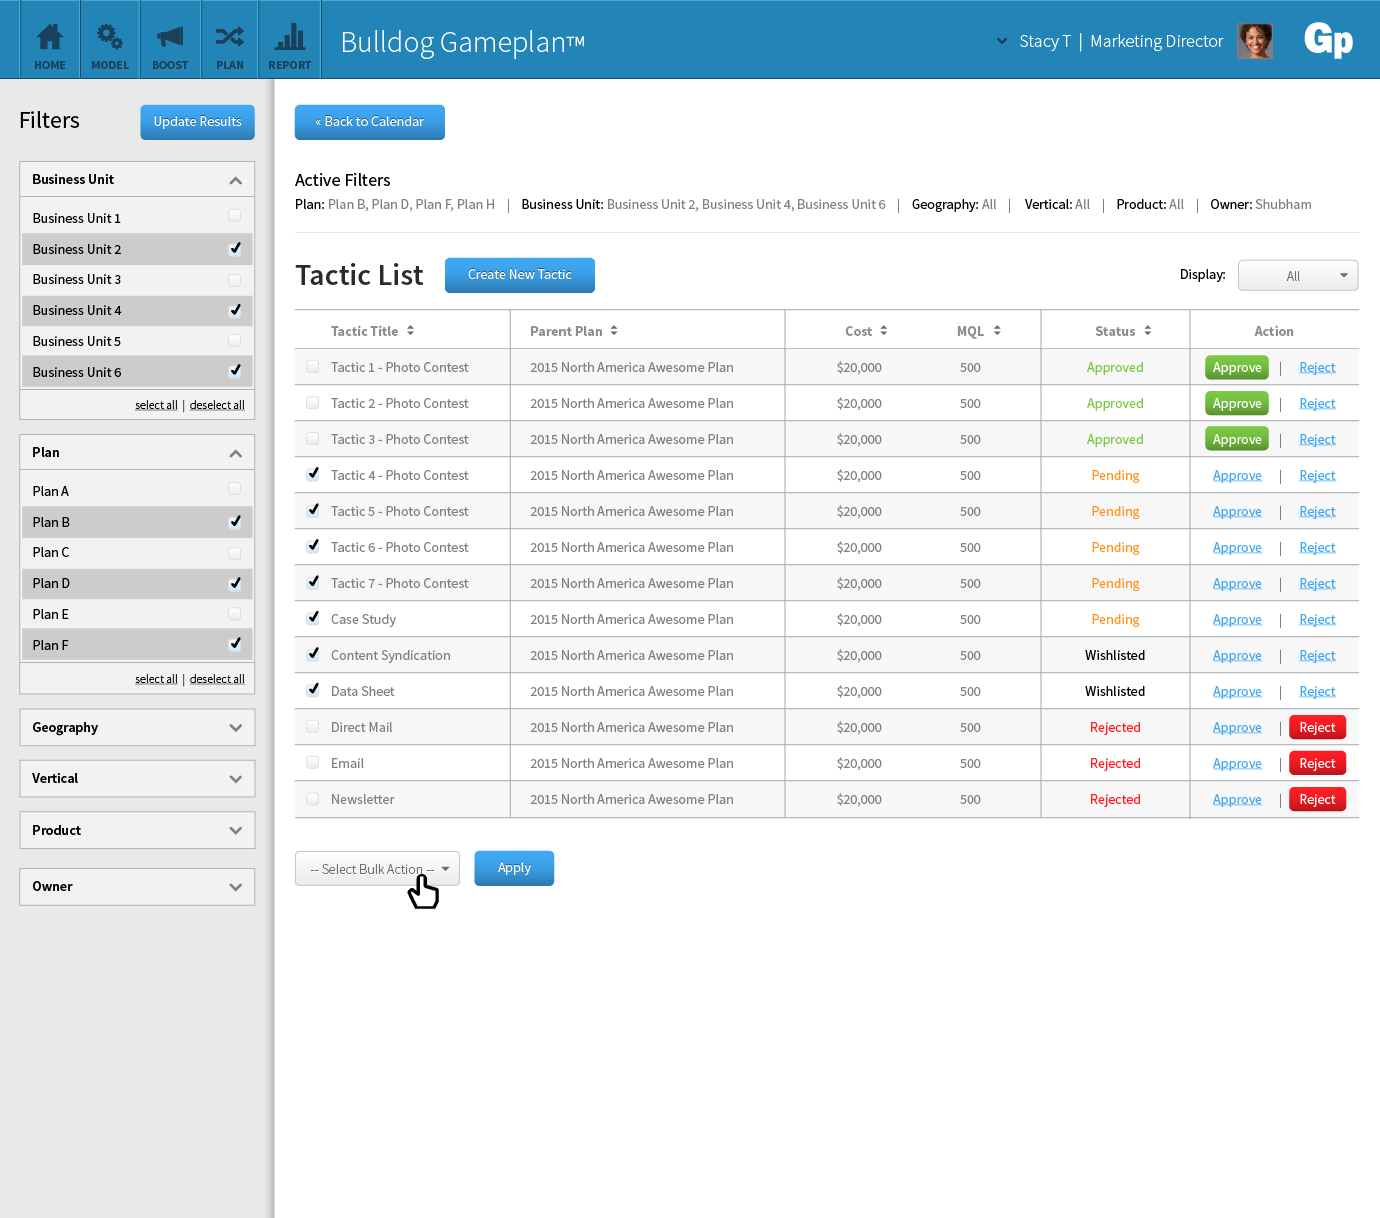 HOME MODEL BOOST PLAN REPORT
Bulldog Gameplan™
Stacy T | Marketing Director
Gp
Filters
Update Results
Business Unit
Business Unit 1
Business Unit 2
Business Unit 3
Business Unit 4
Business Unit 5
Business Unit 6
select all | deselect all
Plan
Plan A
Plan B
Plan C
Plan D
Plan E
Plan F
select all | deselect all
Geography
Vertical
Product
Owner
« Back to Calendar
Active Filters
Plan: Plan B, Plan D, Plan F, Plan H | Business Unit: Business Unit 2, Business Unit 4, Business Unit 6 | Geography: All | Vertical: All | Product: All | Owner: Shubham
Tactic List
Create New Tactic
Display: All
Tactic Title Parent Plan Cost MQL Status Action
Tactic 1 - Photo Contest 2015 North America Awesome Plan $20,000 500 Approved Approve | Reject
Tactic 2 - Photo Contest 2015 North America Awesome Plan $20,000 500 Approved Approve | Reject
Tactic 3 - Photo Contest 2015 North America Awesome Plan $20,000 500 Approved Approve | Reject
Tactic 4 - Photo Contest 2015 North America Awesome Plan $20,000 500 Pending Approve | Reject
Tactic 5 - Photo Contest 2015 North America Awesome Plan $20,000 500 Pending Approve | Reject
Tactic 6 - Photo Contest 2015 North America Awesome Plan $20,000 500 Pending Approve | Reject
Tactic 7 - Photo Contest 2015 North America Awesome Plan $20,000 500 Pending Approve | Reject
Case Study 2015 North America Awesome Plan $20,000 500 Pending Approve | Reject
Content Syndication 2015 North America Awesome Plan $20,000 500 Wishlisted Approve | Reject
Data Sheet 2015 North America Awesome Plan $20,000 500 Wishlisted Approve | Reject
Direct Mail 2015 North America Awesome Plan $20,000 500 Rejected Approve | Reject
Email 2015 North America Awesome Plan $20,000 500 Rejected Approve | Reject
Newsletter 2015 North America Awesome Plan $20,000 500 Rejected Approve | Reject
-- Select Bulk Action --
Apply